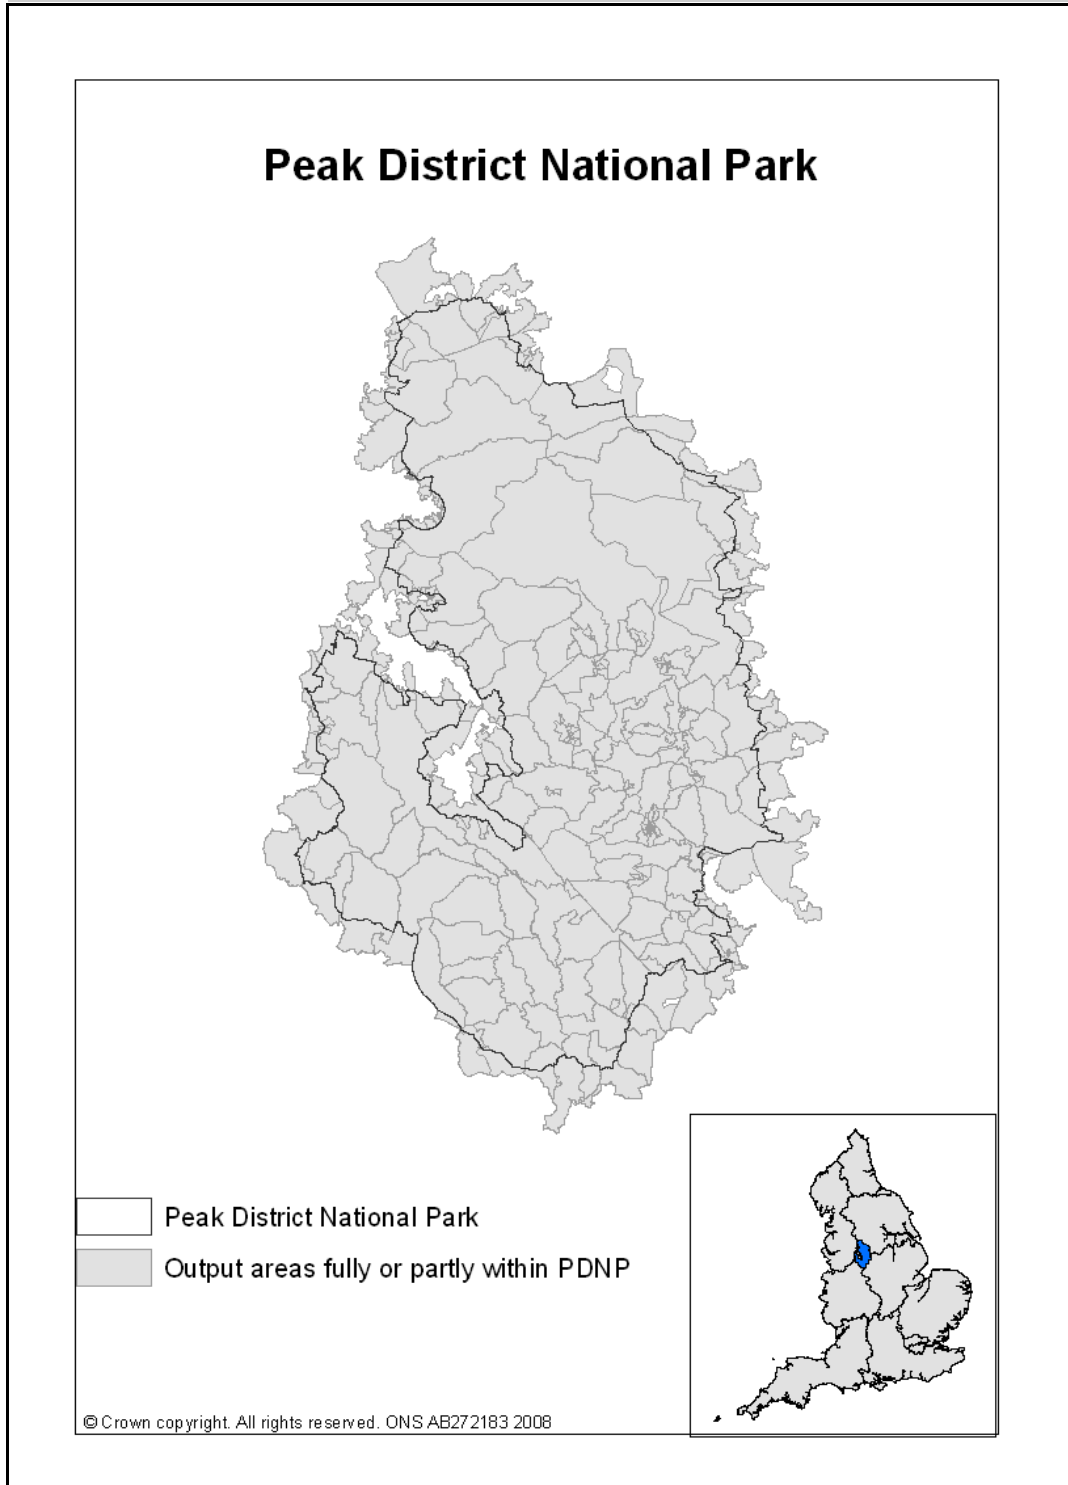 Peak District National Park
Peak District National Park
Output areas fully or partly within PDNP
© Crown copyright. All rights reserved. ONS AB272183 2008